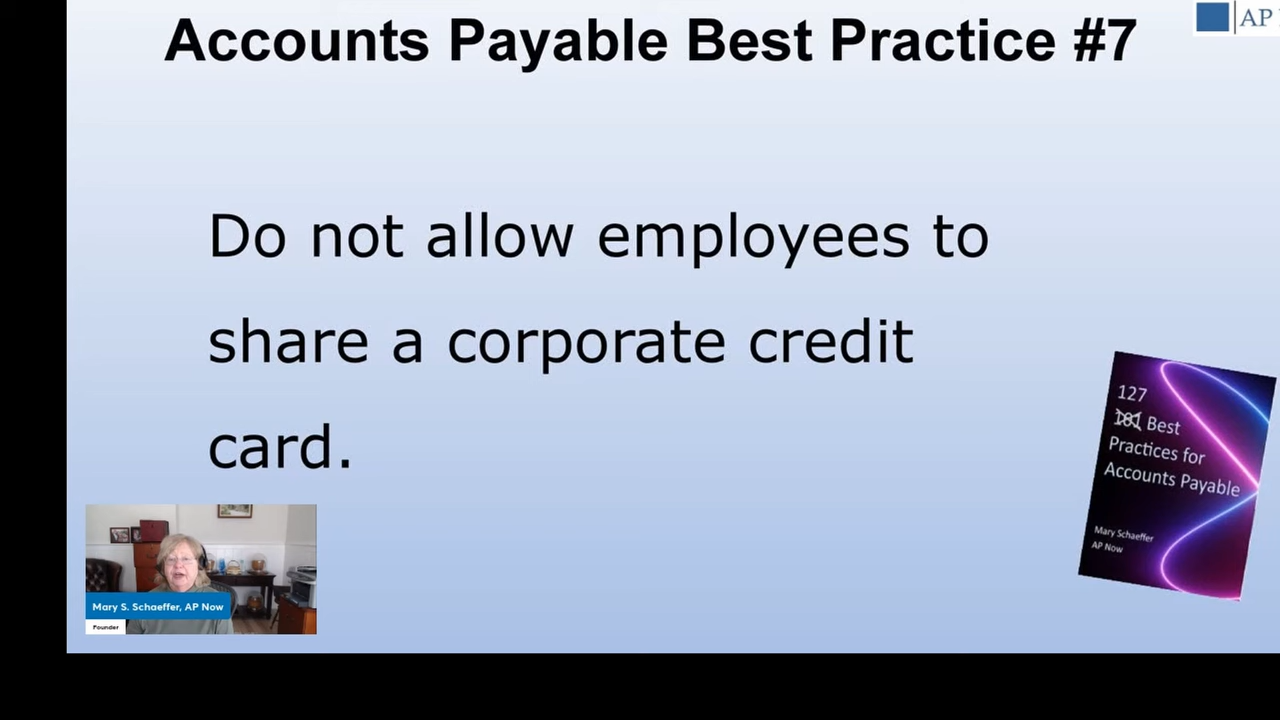 Accounts Payable Best Practice #7
AP
Do not allow employees to
share a corporate credit
card.
127
101 Best
Practices for
Accounts Payable
Mary Schaeffer
AP Now
Mary S. Schaeffer, AP Now
Founder